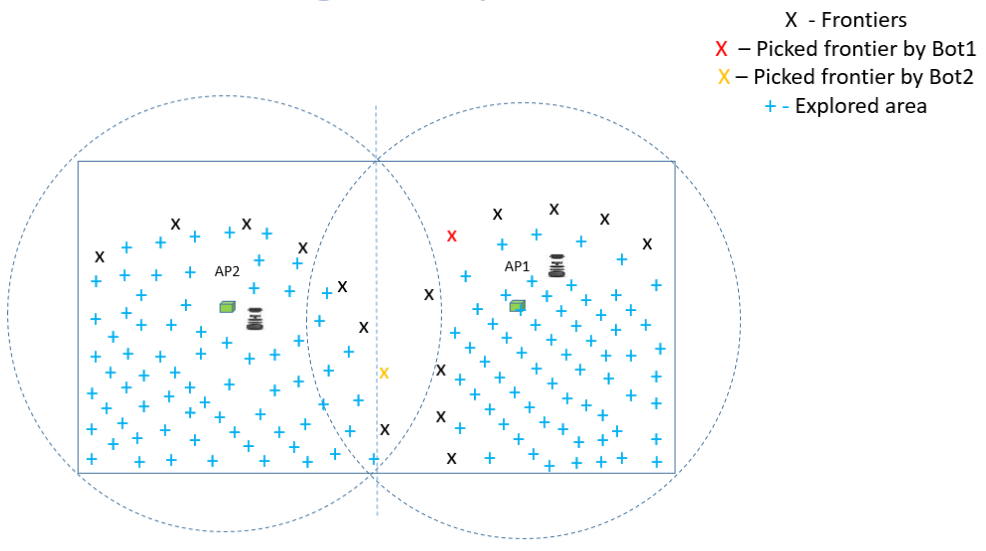 X - Frontiers
X – Picked frontier by Bot1
X – Picked frontier by Bot2
+ - Explored area
AP2
AP1